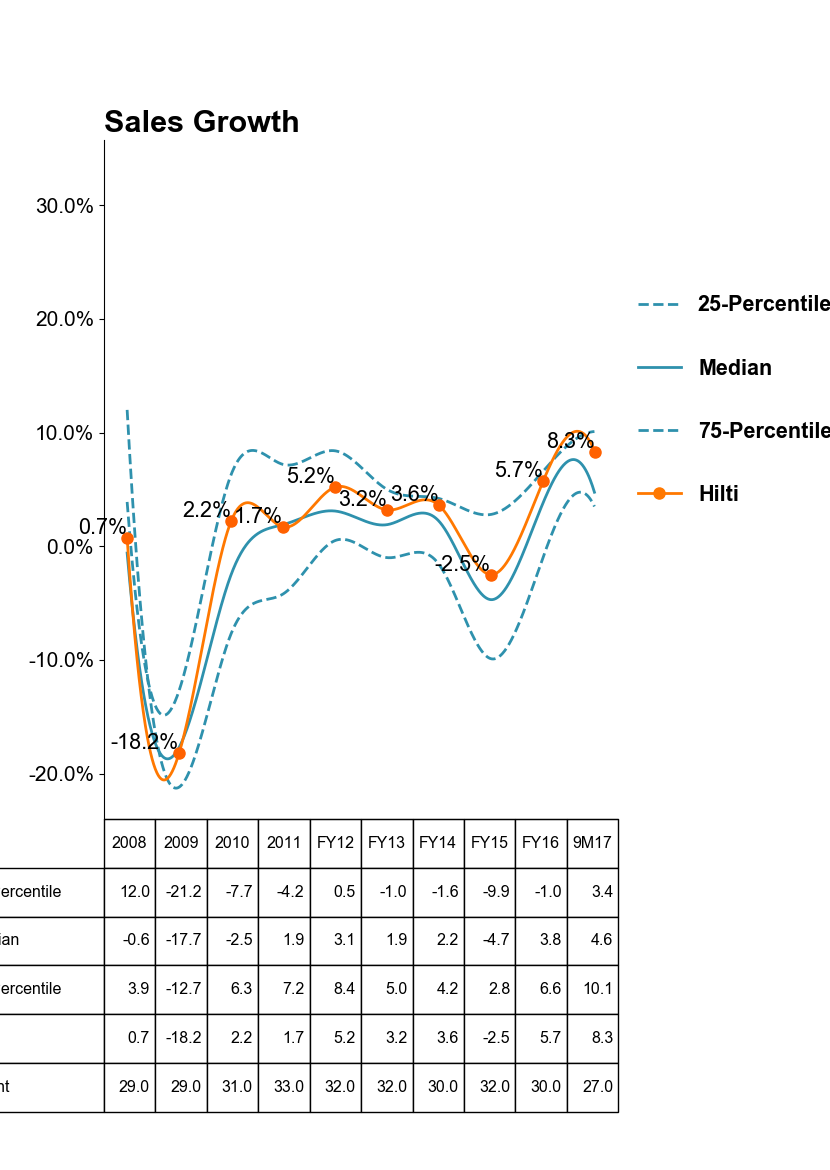 Sales Growth
30.0%
20.0%
10.0%
0.0%
-10.0%
-20.0%
0.7%
-18.2%
2.2%
1.7%
5.2%
3.2%
3.6%
-2.5%
5.7%
8.3%
25-Percentile
Median
75-Percentile
Hilti
2008 2009 2010 2011 FY12 FY13 FY14 FY15 FY16 9M17
ercentile 12.0 -21.2 -7.7 -4.2 0.5 -1.0 -1.6 -9.9 -1.0 3.4
ian -0.6 -17.7 -2.5 1.9 3.1 1.9 2.2 -4.7 3.8 4.6
ercentile 3.9 -12.7 6.3 7.2 8.4 5.0 4.2 2.8 6.6 10.1
0.7 -18.2 2.2 1.7 5.2 3.2 3.6 -2.5 5.7 8.3
nt 29.0 29.0 31.0 33.0 32.0 32.0 30.0 32.0 30.0 27.0